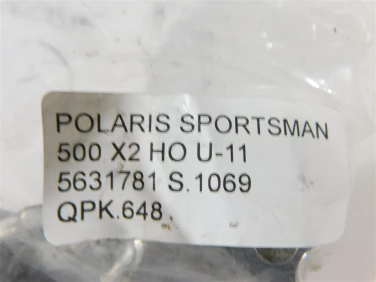 POLARIS SPORTSMAN
500 X2 HO U-11
5631781 S.1069
QPK.648